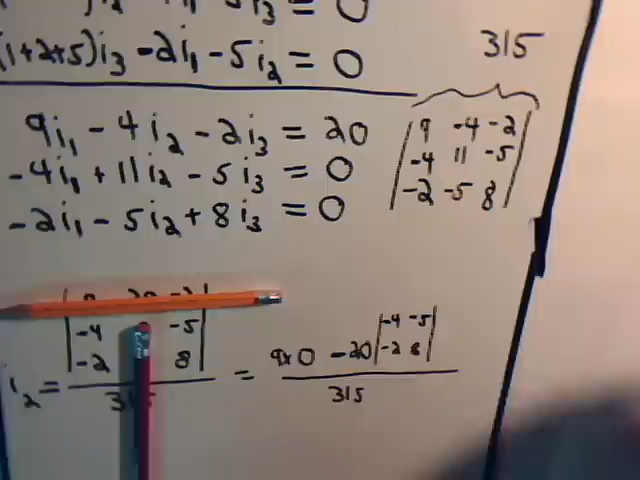 i₃ = 0
(1+2+5)i₃ -2i₁ -5i₂ = 0
315
9i₁ - 4i₂ - 2i₃ = 20
-4i₁ + 11i₂ - 5i₃ = 0
-2i₁ - 5i₂ + 8i₃ = 0
| 9 -4 -2 |
| -4 11 -5 |
| -2 -5 8 |
| -4 -5 |
| -2 8 |
i₂ =
= 9x0 -20 | -4 -5 |
| -2 8 |
315